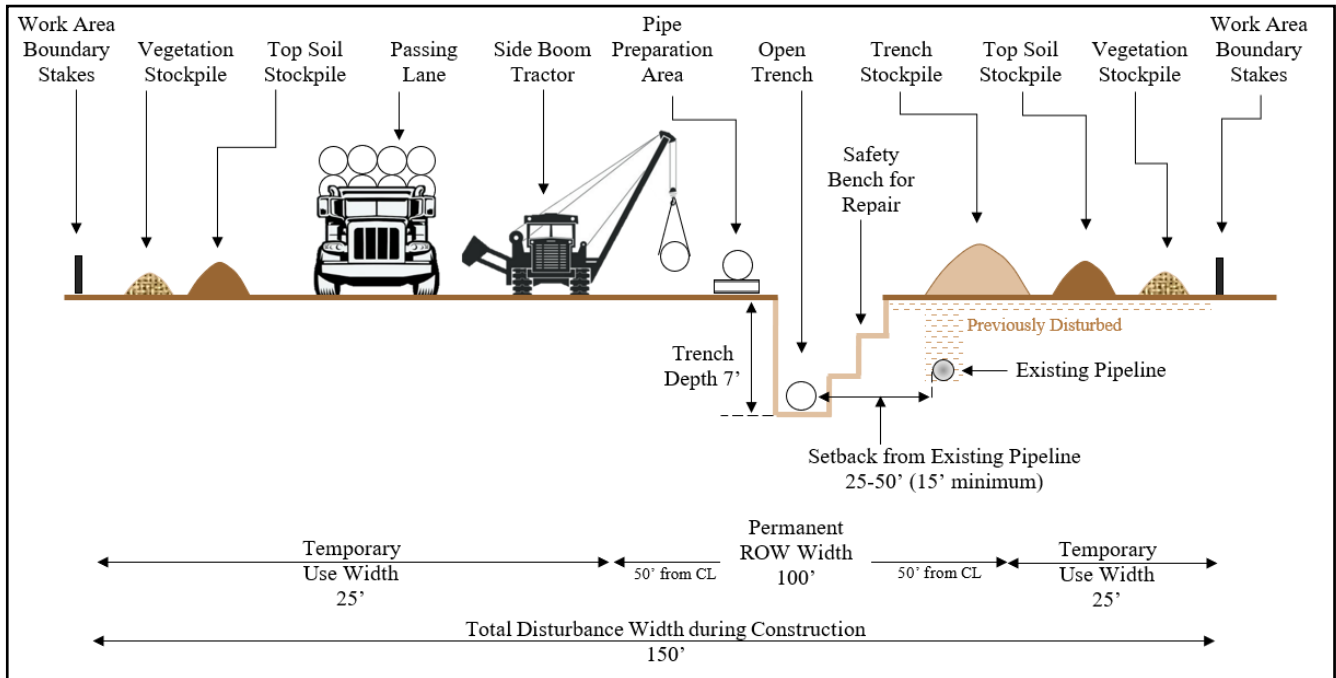 Work Area
Boundary
Stakes
Vegetation
Stockpile
Top Soil
Stockpile
Passing
Lane
Side Boom
Tractor
Pipe
Preparation
Area
Open
Trench
Trench
Stockpile
Top Soil
Stockpile
Vegetation
Stockpile
Work Area
Boundary
Stakes
Safety
Bench for
Repair
Previously Disturbed
Trench
Depth 7’
Existing Pipeline
Setback from Existing Pipeline
25-50’ (15’ minimum)
Temporary
Use Width
25’
50’ from CL
Permanent
ROW Width
100’
50’ from CL
Temporary
Use Width
25’
Total Disturbance Width during Construction
150’